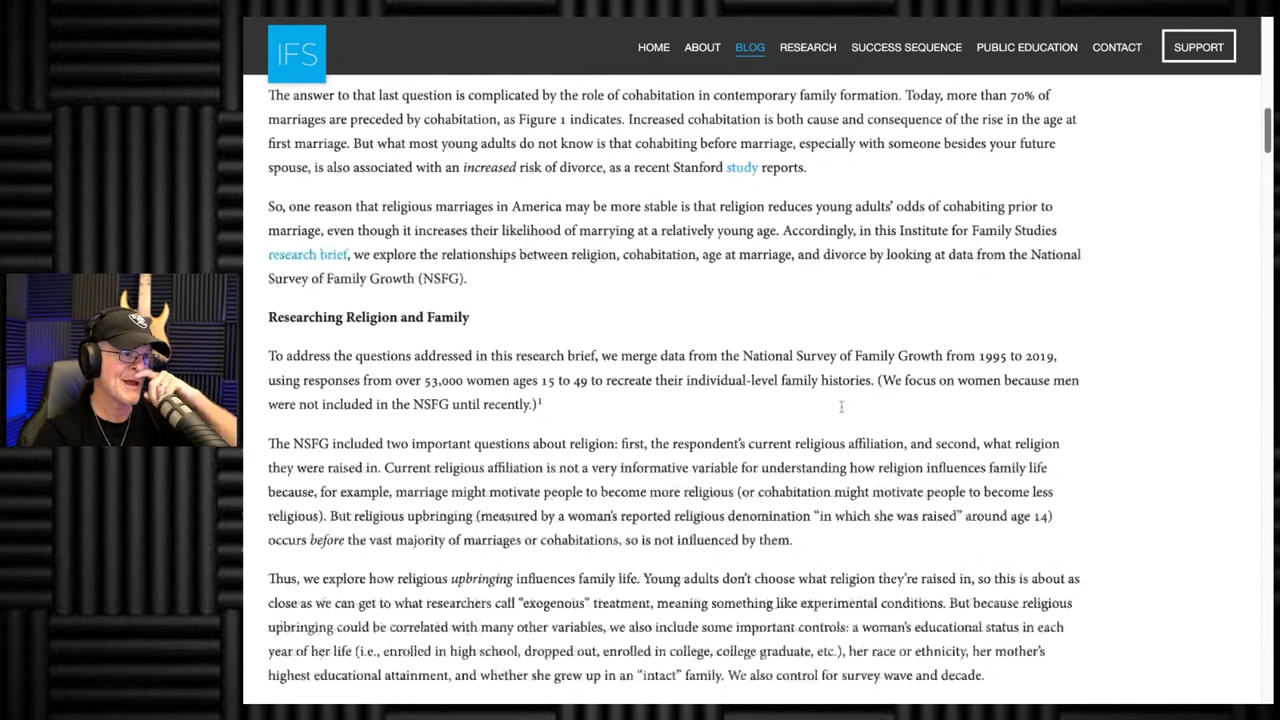 IFS
HOME ABOUT BLOG RESEARCH SUCCESS SEQUENCE PUBLIC EDUCATION CONTACT SUPPORT
The answer to that last question is complicated by the role of cohabitation in contemporary family formation. Today, more than 70% of
marriages are preceded by cohabitation, as Figure 1 indicates. Increased cohabitation is both cause and consequence of the rise in the age at
first marriage. But what most young adults do not know is that cohabiting before marriage, especially with someone besides your future
spouse, is also associated with an increased risk of divorce, as a recent Stanford study reports.
So, one reason that religious marriages in America may be more stable is that religion reduces young adults’ odds of cohabiting prior to
marriage, even though it increases their likelihood of marrying at a relatively young age. Accordingly, in this Institute for Family Studies
research brief, we explore the relationships between religion, cohabitation, age at marriage, and divorce by looking at data from the National
Survey of Family Growth (NSFG).
Researching Religion and Family
To address the questions addressed in this research brief, we merge data from the National Survey of Family Growth from 1995 to 2019,
using responses from over 53,000 women ages 15 to 49 to recreate their individual-level family histories. (We focus on women because men
were not included in the NSFG until recently.)¹
The NSFG included two important questions about religion: first, the respondent’s current religious affiliation, and second, what religion
they were raised in. Current religious affiliation is not a very informative variable for understanding how religion influences family life
because, for example, marriage might motivate people to become more religious (or cohabitation might motivate people to become less
religious). But religious upbringing (measured by a woman’s reported religious denomination “in which she was raised” around age 14)
occurs before the vast majority of marriages or cohabitations, so is not influenced by them.
Thus, we explore how religious upbringing influences family life. Young adults don’t choose what religion they’re raised in, so this is about as
close as we can get to what researchers call “exogenous” treatment, meaning something like experimental conditions. But because religious
upbringing could be correlated with many other variables, we also include some important controls: a woman’s educational status in each
year of her life (i.e., enrolled in high school, dropped out, enrolled in college, college graduate, etc.), her race or ethnicity, her mother’s
highest educational attainment, and whether she grew up in an “intact” family. We also control for survey wave and decade.